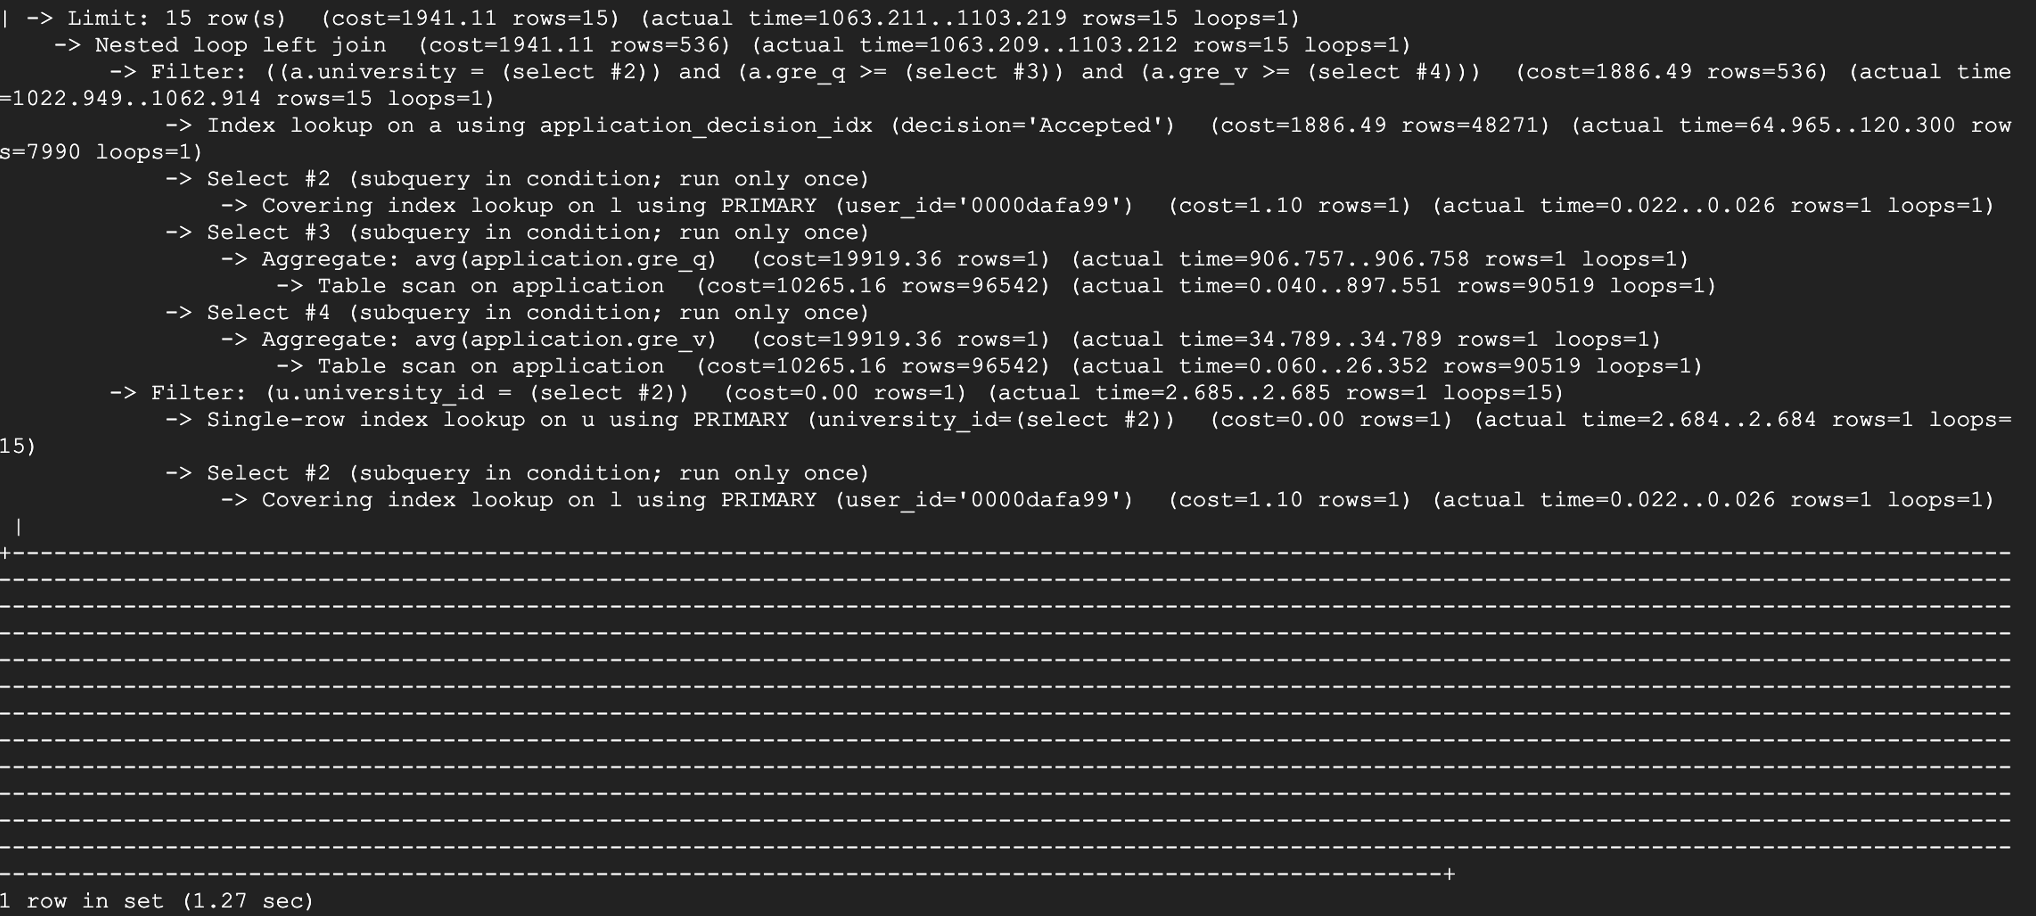 | -> Limit: 15 row(s)  (cost=1941.11 rows=15) (actual time=1063.211..1103.219 rows=15 loops=1)
    -> Nested loop left join  (cost=1941.11 rows=536) (actual time=1063.209..1103.212 rows=15 loops=1)
        -> Filter: ((a.university = (select #2)) and (a.gre_q >= (select #3)) and (a.gre_v >= (select #4)))  (cost=1886.49 rows=536) (actual time
=1022.949..1062.914 rows=15 loops=1)
            -> Index lookup on a using application_decision_idx (decision='Accepted')  (cost=1886.49 rows=48271) (actual time=64.965..120.300 row
s=7990 loops=1)
            -> Select #2 (subquery in condition; run only once)
                -> Covering index lookup on l using PRIMARY (user_id='0000dafa99')  (cost=1.10 rows=1) (actual time=0.022..0.026 rows=1 loops=1)
            -> Select #3 (subquery in condition; run only once)
                -> Aggregate: avg(application.gre_q)  (cost=19919.36 rows=1) (actual time=906.757..906.758 rows=1 loops=1)
                    -> Table scan on application  (cost=10265.16 rows=96542) (actual time=0.040..897.551 rows=90519 loops=1)
            -> Select #4 (subquery in condition; run only once)
                -> Aggregate: avg(application.gre_v)  (cost=19919.36 rows=1) (actual time=34.789..34.789 rows=1 loops=1)
                    -> Table scan on application  (cost=10265.16 rows=96542) (actual time=0.060..26.352 rows=90519 loops=1)
        -> Filter: (u.university_id = (select #2))  (cost=0.00 rows=1) (actual time=2.685..2.685 rows=1 loops=15)
            -> Single-row index lookup on u using PRIMARY (university_id=(select #2))  (cost=0.00 rows=1) (actual time=2.684..2.684 rows=1 loops=
15)
            -> Select #2 (subquery in condition; run only once)
                -> Covering index lookup on l using PRIMARY (user_id='0000dafa99')  (cost=1.10 rows=1) (actual time=0.022..0.026 rows=1 loops=1)
 |
1 row in set (1.27 sec)